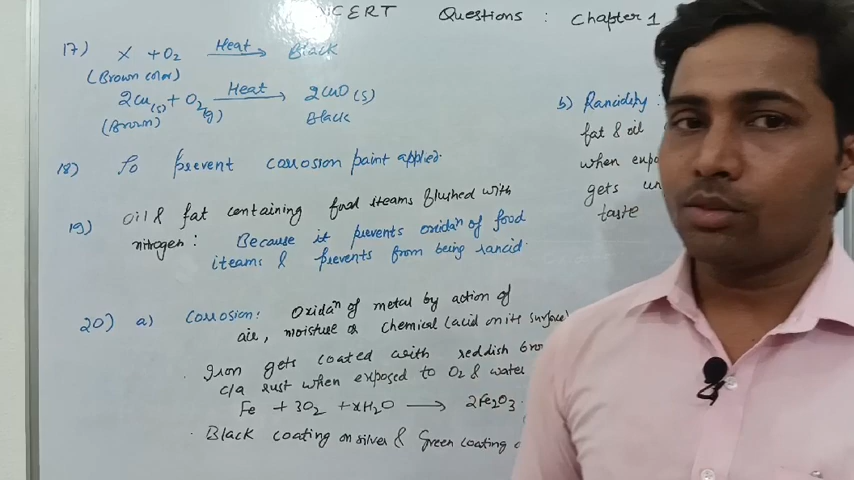 NCERT Questions : Chapter 1
17) X + O2 Heat Black
(Brown color)
2Cu(s) + O2(g) Heat 2CuO(s)
(Brown) Black
18) To prevent corrosion paint applied.
19) Oil & fat containing food iteams flushed with
nitrogen : Because it prevents oxidaⁿ of food
iteams & prevents from being rancid.
20) a) Corrosion: Oxidaⁿ of metal by action of
air, moisture or chemical (acid on its surface)
. Iron gets coated with reddish
c/a rust when exposed to O2 & water
Fe + 3O2 + xH2O → 2Fe2O3.
. Black coating on silver & Green coating
b) Rancidity :
fat & oil
when
gets
taste